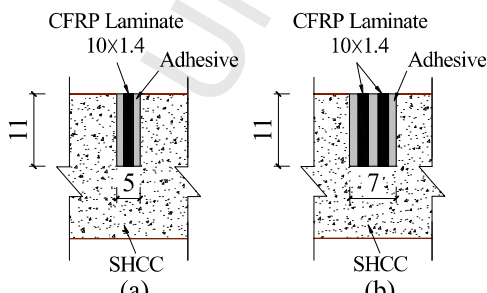 CFRP Laminate
10×1.4
Adhesive
11
5
SHCC
(a)
CFRP Laminate
10×1.4
Adhesive
11
7
SHCC
(b)